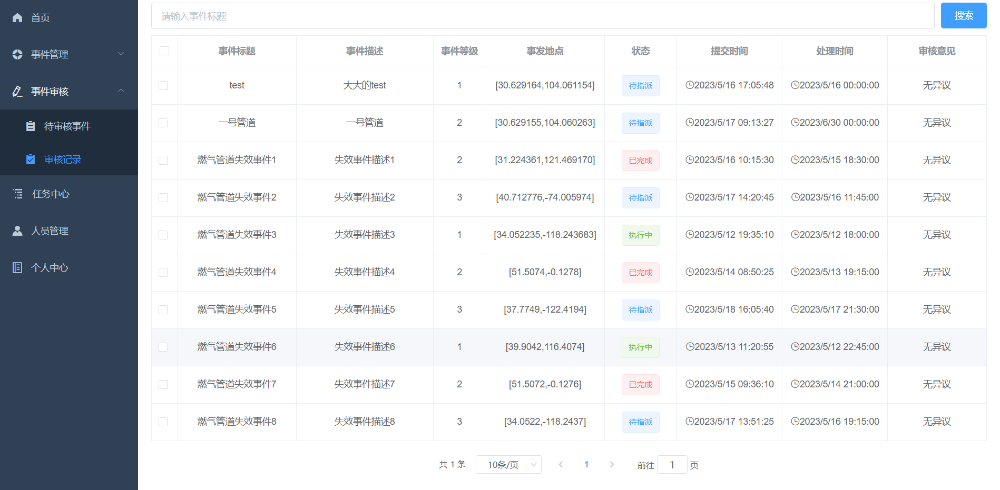 首页
事件管理
事件审核
待审核事件
审核记录
任务中心
人员管理
个人中心
请输入事件标题 搜索
事件标题 事件描述 事件等级 事发地点 状态 提交时间 处理时间 审核意见
test 大大的test 1 [30.629164,104.061154] 待指派 2023/5/16 17:05:48 2023/5/16 00:00:00 无异议
一号管道 一号管道 2 [30.629155,104.060263] 待指派 2023/5/17 09:13:27 2023/6/30 00:00:00 无异议
燃气管道失效事件1 失效事件描述1 2 [31.224361,121.469170] 已完成 2023/5/16 10:15:30 2023/5/15 18:30:00 无异议
燃气管道失效事件2 失效事件描述2 3 [40.712776,-74.005974] 待指派 2023/5/17 14:20:45 2023/5/16 11:45:00 无异议
燃气管道失效事件3 失效事件描述3 1 [34.052235,-118.243683] 执行中 2023/5/12 19:35:10 2023/5/12 18:00:00 无异议
燃气管道失效事件4 失效事件描述4 2 [51.5074,-0.1278] 已完成 2023/5/14 08:50:25 2023/5/13 19:15:00 无异议
燃气管道失效事件5 失效事件描述5 3 [37.7749,-122.4194] 待指派 2023/5/18 16:05:40 2023/5/17 21:30:00 无异议
燃气管道失效事件6 失效事件描述6 1 [39.9042,116.4074] 执行中 2023/5/13 11:20:55 2023/5/12 22:45:00 无异议
燃气管道失效事件7 失效事件描述7 2 [51.5072,-0.1276] 已完成 2023/5/15 09:36:10 2023/5/14 21:00:00 无异议
燃气管道失效事件8 失效事件描述8 3 [34.0522,-118.2437] 待指派 2023/5/17 13:51:25 2023/5/16 19:15:00 无异议
共 1 条 10条/页 1 前往 1 页